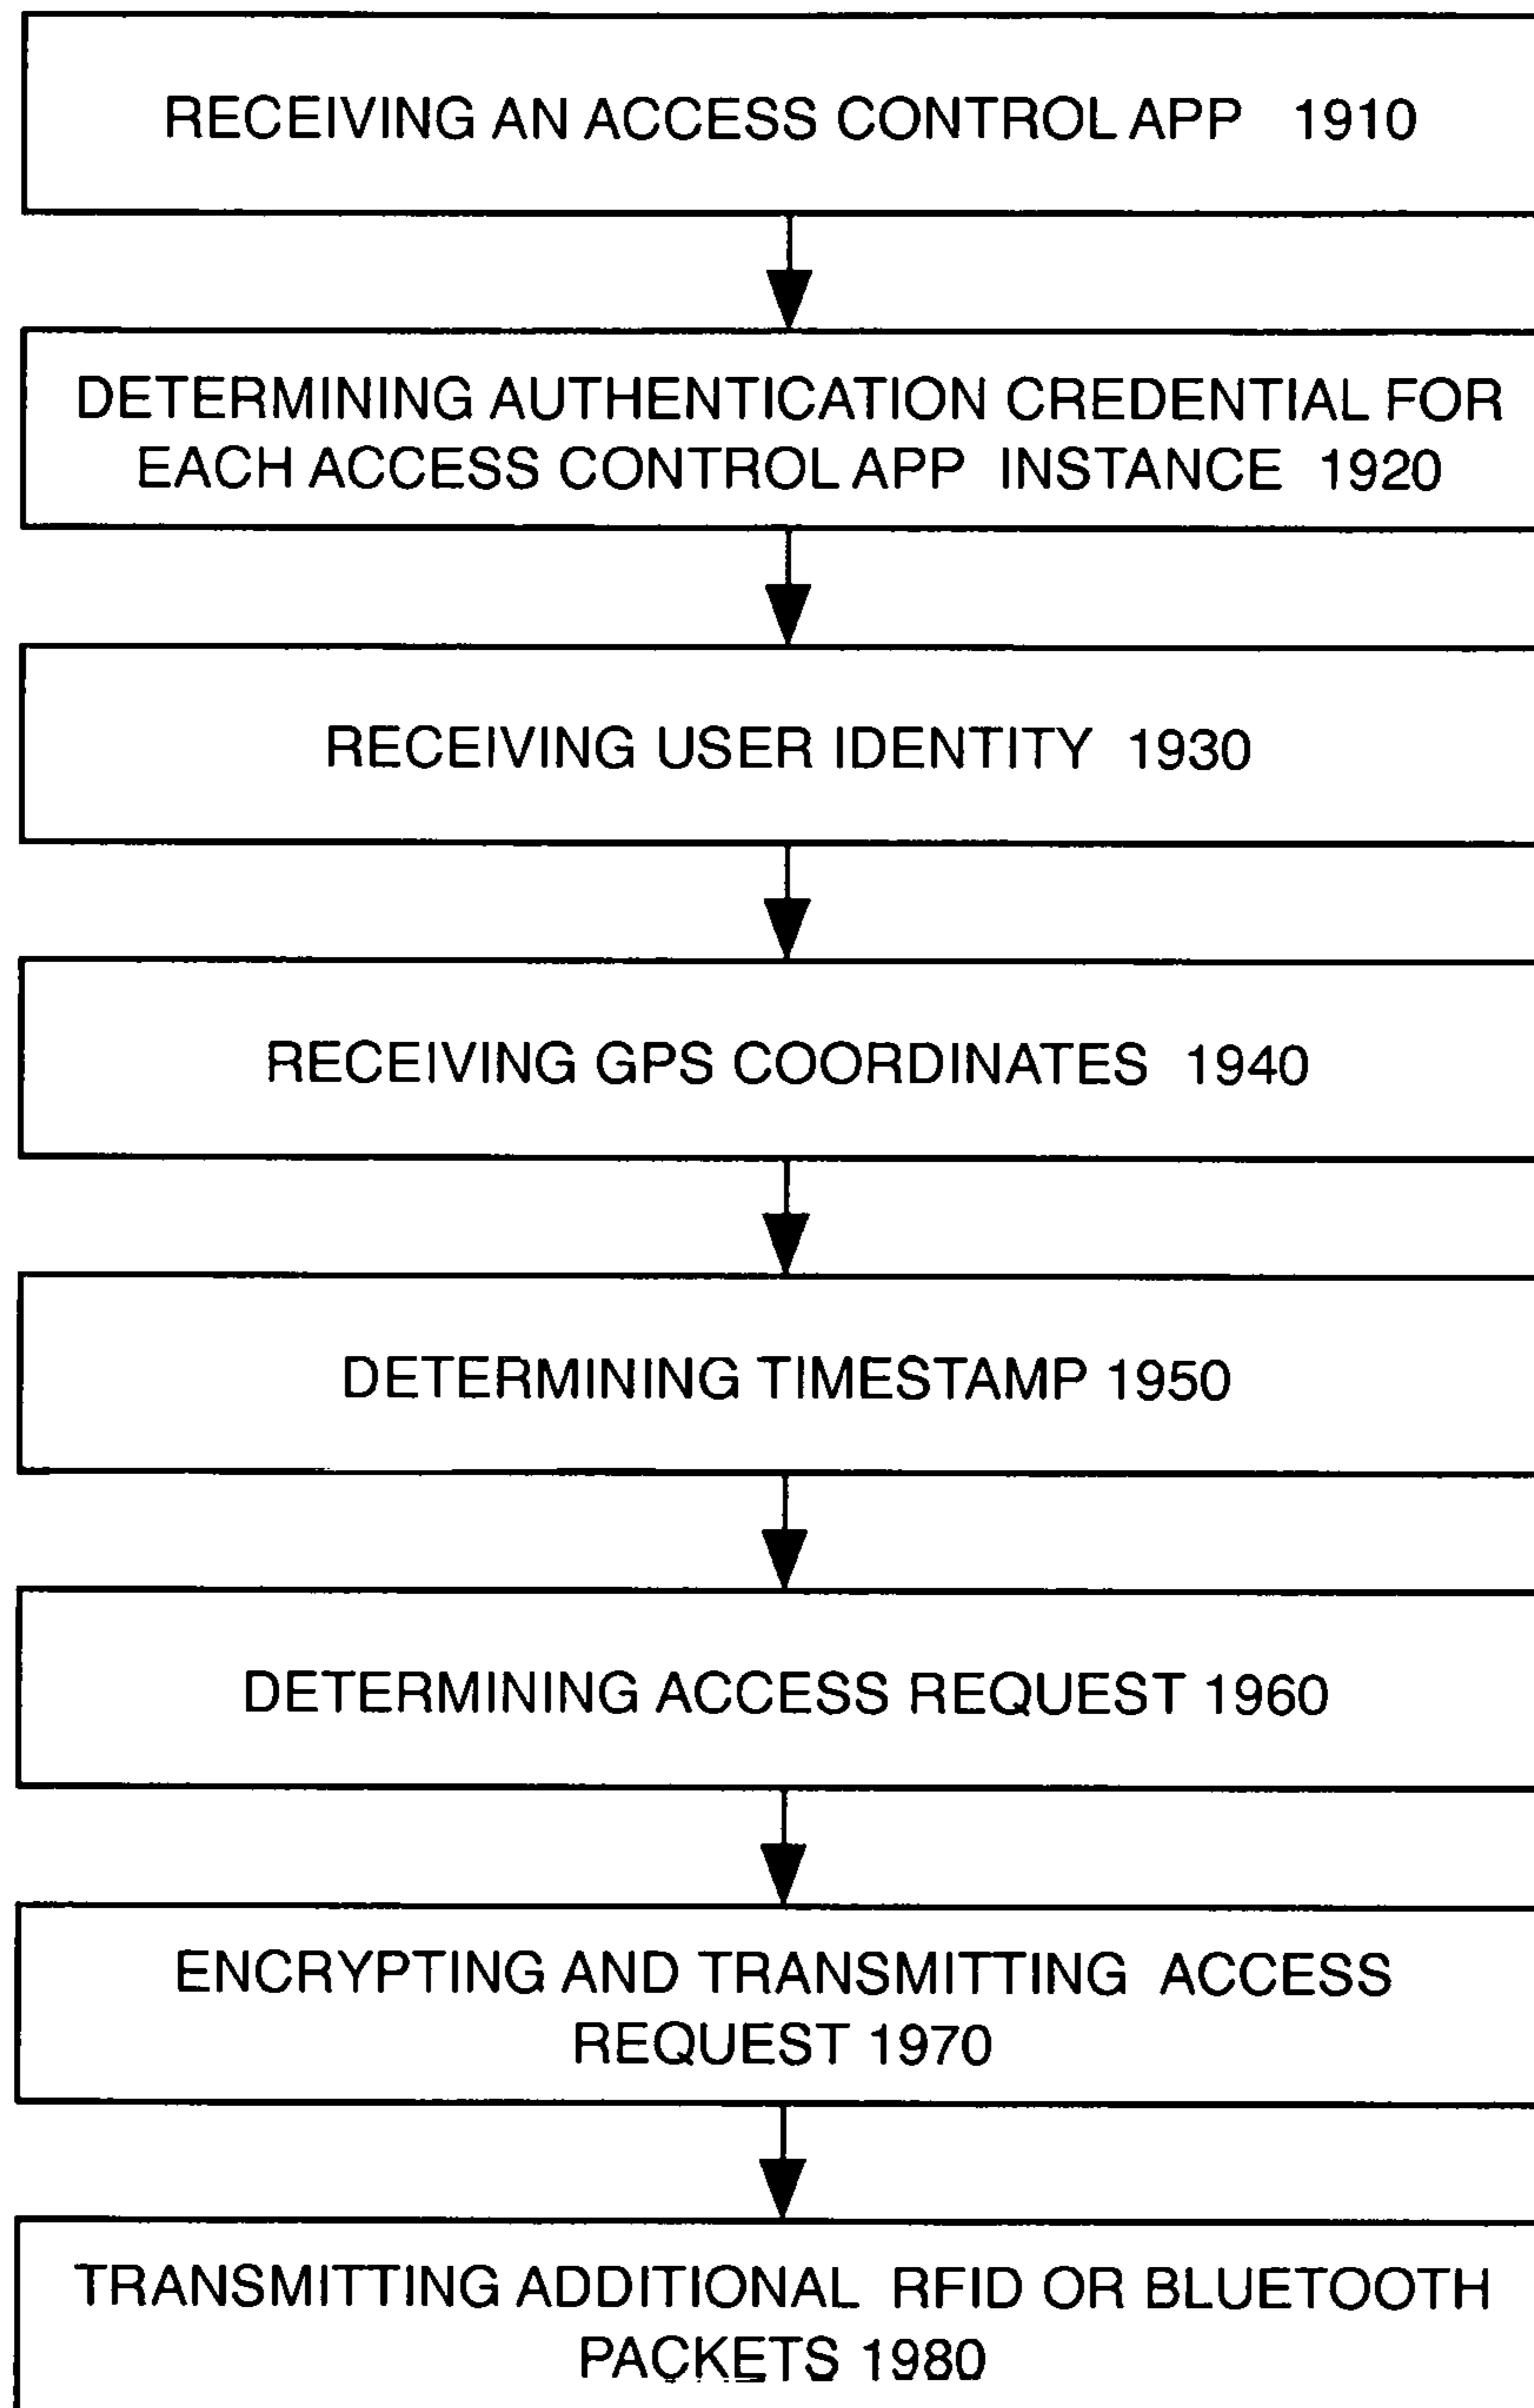 RECEIVING AN ACCESS CONTROL APP 1910
DETERMINING AUTHENTICATION CREDENTIAL FOR
EACH ACCESS CONTROL APP INSTANCE 1920
RECEIVING USER IDENTITY 1930
RECEIVING GPS COORDINATES 1940
DETERMINING TIMESTAMP 1950
DETERMINING ACCESS REQUEST 1960
ENCRYPTING AND TRANSMITTING ACCESS
REQUEST 1970
TRANSMITTING ADDITIONAL RFID OR BLUETOOTH
PACKETS 1980